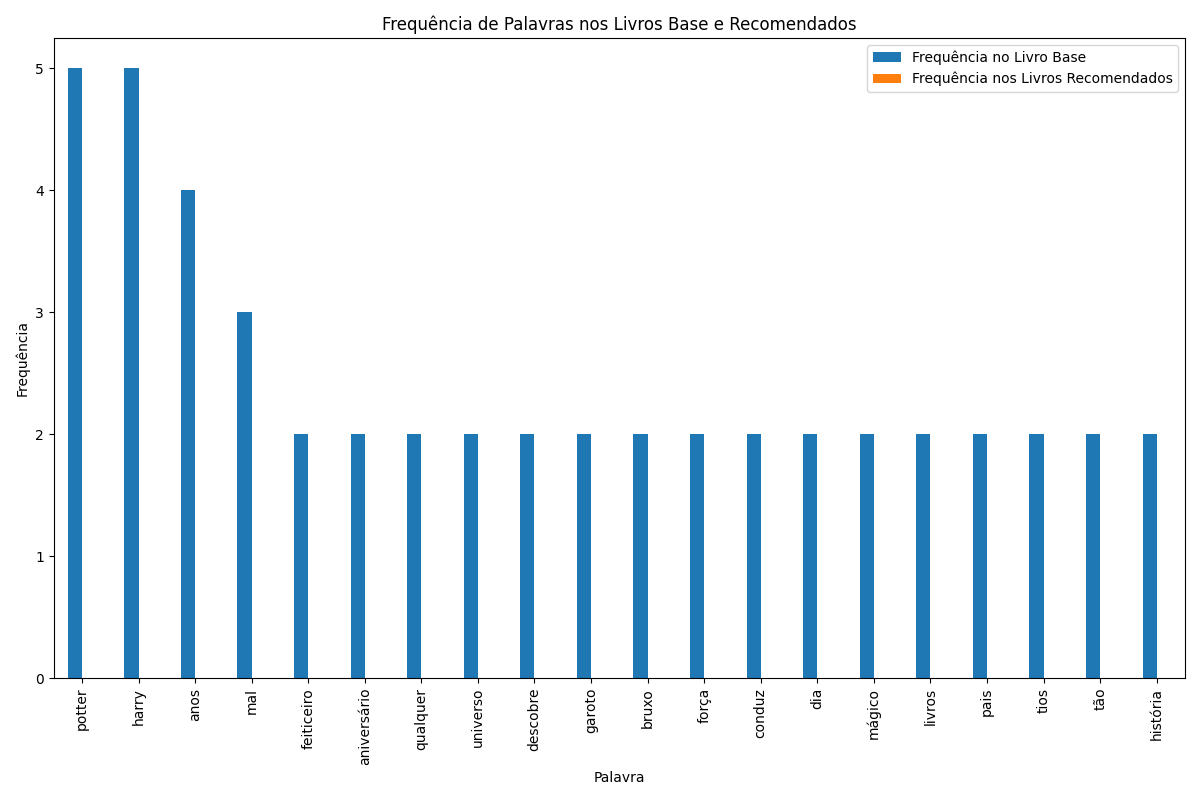 Frequência de Palavras nos Livros Base e Recomendados
Frequência no Livro Base
Frequência nos Livros Recomendados
Frequência
5
4
3
2
1
0
potter
harry
anos
mal
feiticeiro
aniversário
qualquer
universo
descobre
garoto
bruxo
força
conduz
dia
mágico
livros
pais
tios
tão
história
Palavra